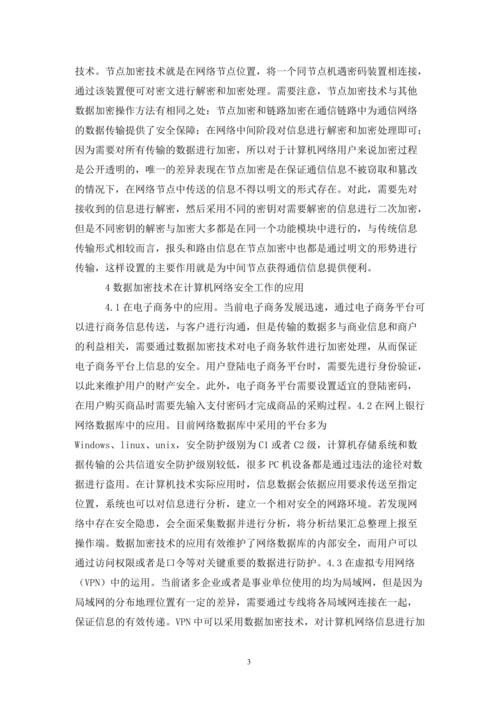 技术。节点加密技术就是在网络节点位置，将一个同节点机遇密码装置相连接，
通过该装置便可对密文进行解密和加密处理。需要注意，节点加密技术与其他
数据加密操作方法有相同之处：节点加密和链路加密在通信链路中为通信网络
的数据传输提供了安全保障；在网络中间阶段对信息进行解密和加密处理即可；
因为需要对所有传输的数据进行加密，所以对于计算机网络用户来说加密过程
是公开透明的，唯一的差异表现在节点加密是在保证通信信息不被窃取和篡改
的情况下，在网络节点中传送的信息不得以明文的形式存在。对此，需要先对
接收到的信息进行解密，然后采用不同的密钥对需要解密的信息进行二次加密，
但是不同密钥的解密与加密大多都是在同一个功能模块中进行的，与传统信息
传输形式相较而言，报头和路由信息在节点加密中也都是通过明文的形势进行
传输，这样设置的主要作用就是为中间节点获得通信信息提供便利。
4 数据加密技术在计算机网络安全工作的应用
4.1 在电子商务中的应用。当前电子商务发展迅速，通过电子商务平台可
以进行商务信息传送，与客户进行沟通，但是传输的数据多与商业信息和商户
的利益相关，需要通过数据加密技术对电子商务软件进行加密处理，从而保证
电子商务平台上信息的安全。用户登陆电子商务平台时，需要先进行身份验证，
以此来维护用户的财产安全。此外，电子商务平台需要设置适宜的登陆密码，
在用户购买商品时需要先输入支付密码才完成商品的采购过程。4.2 在网上银行
网络数据库中的应用。目前网络数据库中采用的平台多为
Windows、linux、unix，安全防护级别为 C1 或者 C2 级，计算机存储系统和数
据传输的公共信道安全防护级别较低，很多 PC 机设备都是通过违法的途径对数
据进行盗用。在计算机技术实际应用时，信息数据会依据应用要求传送至指定
位置，系统也可以对信息进行分析，建立一个相对安全的网路环境。若发现网
络中存在安全隐患，会全面采集数据并进行分析，将分析结果汇总整理上报至
操作端。数据加密技术的应用有效维护了网络数据库的内部安全，而用户可以
通过访问权限或者是口令等对关键重要的数据进行防护。4.3 在虚拟专用网络
（VPN）中的运用。当前诸多企业或者是事业单位使用的均为局域网，但是因为
局域网的分布地理位置有一定的差异，需要通过专线将各局域网连接在一起，
保证信息的有效传递。VPN 中可以采用数据加密技术，对计算机网络信息进行加
3